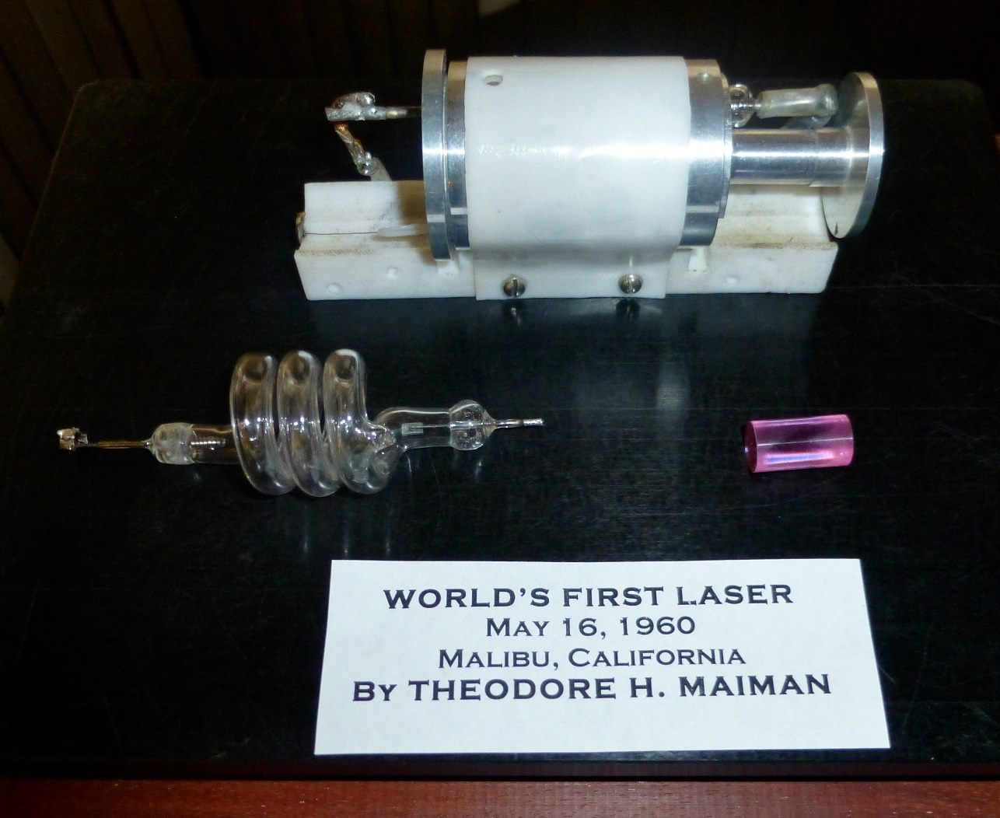 WORLD'S FIRST LASER
MAY 16, 1960
MALIBU, CALIFORNIA
BY THEODORE H. MAIMAN